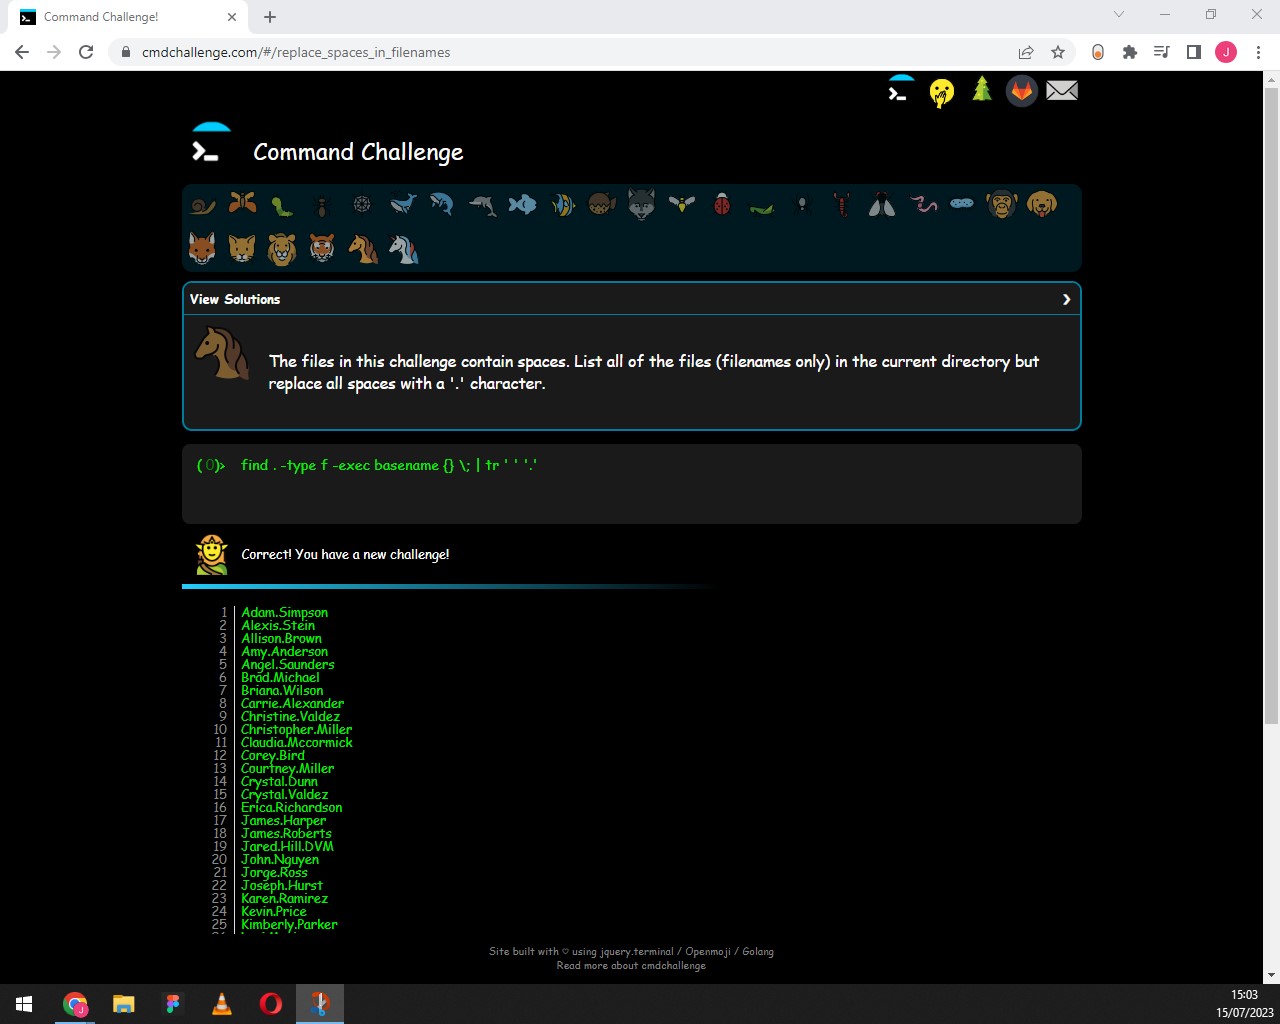 Command Challenge!
cmdchallenge.com/#/replace_spaces_in_filenames
J
Command Challenge
View Solutions
The files in this challenge contain spaces. List all of the files (filenames only) in the current directory but
replace all spaces with a '.' character.
(0)> find . -type f -exec basename {} \; | tr ' ' '.'
Correct! You have a new challenge!
1 Adam.Simpson
2 Alexis.Stein
3 Allison.Brown
4 Amy.Anderson
5 Angel.Saunders
6 Brad.Michael
7 Briana.Wilson
8 Carrie.Alexander
9 Christine.Valdez
10 Christopher.Miller
11 Claudia.Mccormick
12 Corey.Bird
13 Courtney.Miller
14 Crystal.Dunn
15 Crystal.Valdez
16 Erica.Richardson
17 James.Harper
18 James.Roberts
19 Jared.Hill.DVM
20 John.Nguyen
21 Jorge.Ross
22 Joseph.Hurst
23 Karen.Ramirez
24 Kevin.Price
25 Kimberly.Parker
Site built with ♡ using jquery.terminal / Openmoji / Golang
Read more about cmdchallenge
J
15:03
15/07/2023